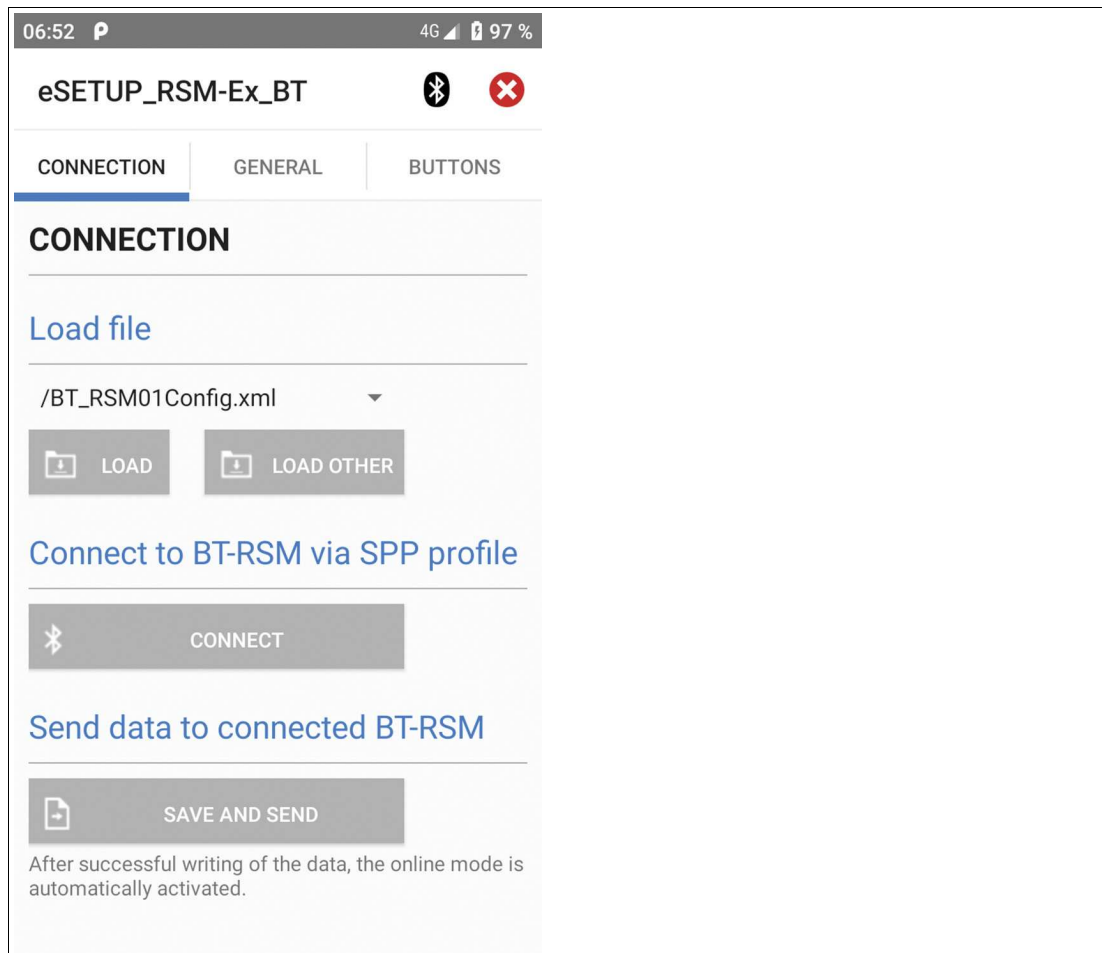 06:52 4G 97 %
eSETUP_RSM-Ex_BT
CONNECTION GENERAL BUTTONS
CONNECTION
Load file
/BT_RSM01Config.xml
LOAD LOAD OTHER
Connect to BT-RSM via SPP profile
CONNECT
Send data to connected BT-RSM
SAVE AND SEND
After successful writing of the data, the online mode is
automatically activated.